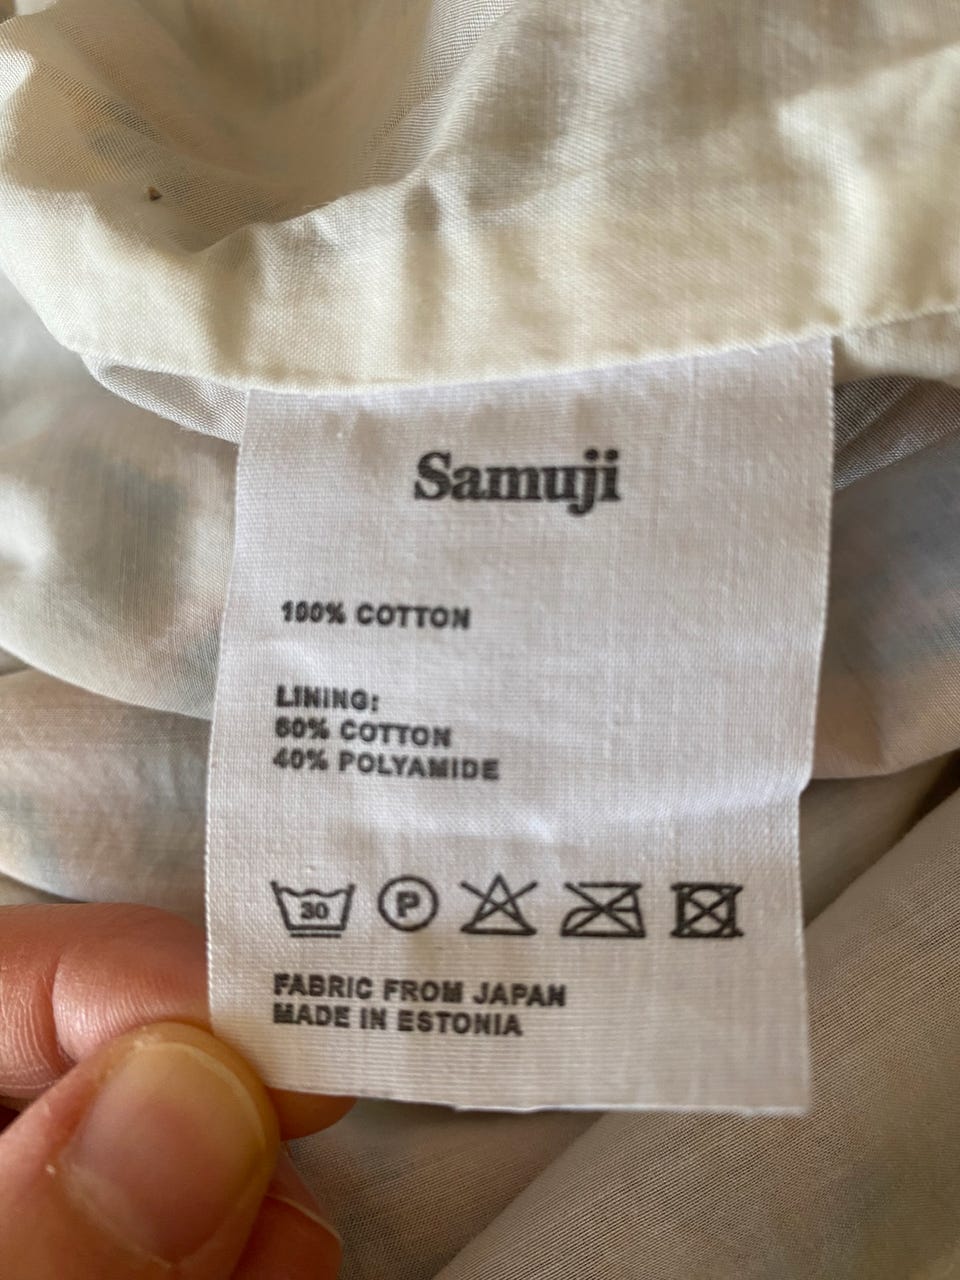 Samuji
100% COTTON
LINING:
60% COTTON
40% POLYAMIDE
30 P
FABRIC FROM JAPAN
MADE IN ESTONIA